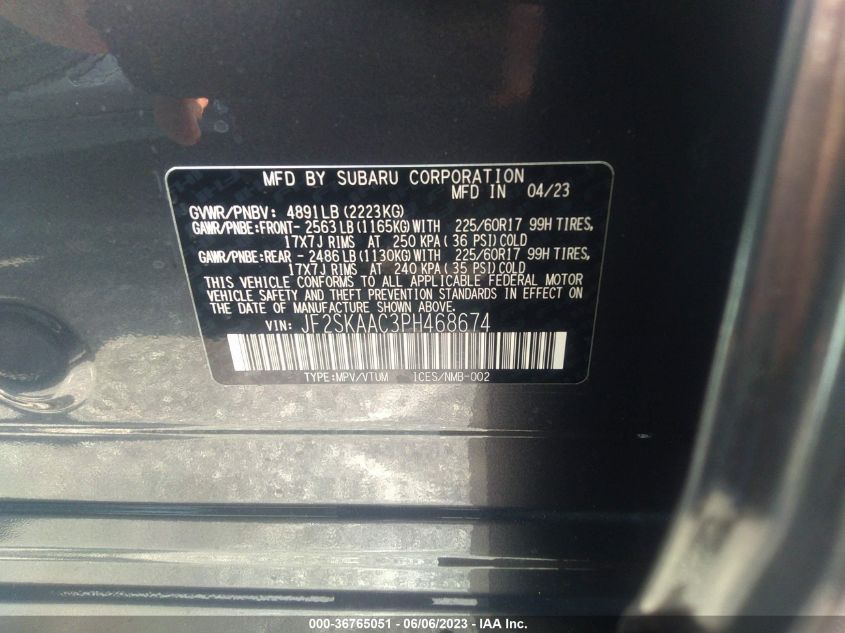 MFD BY SUBARU CORPORATION
MFD IN 04/23
GVWR/PNBV: 4891LB (2223KG)
GAWR/PNBE:FRONT- 2563LB (1165KG) WITH 225/60R17 99H TIRES,
17X7J RIMS AT 250 KPA ( 36 PSI) COLD
GAWR/PNBE:REAR - 2486LB (1130KG) WITH 225/60R17 99H TIRES,
17X7J RIMS AT 240 KPA ( 35 PSI) COLD
THIS VEHICLE CONFORMS TO ALL APPLICABLE FEDERAL MOTOR
VEHICLE SAFETY AND THEFT PREVENTION STANDARDS IN EFFECT ON
THE DATE OF MANUFACTURE SHOWN ABOVE.
VIN: JF2SKAAC3PH468674
TYPE:MPV/VTUM ICES/NMB-002
000-36765051 - 06/06/2023 - IAA Inc.